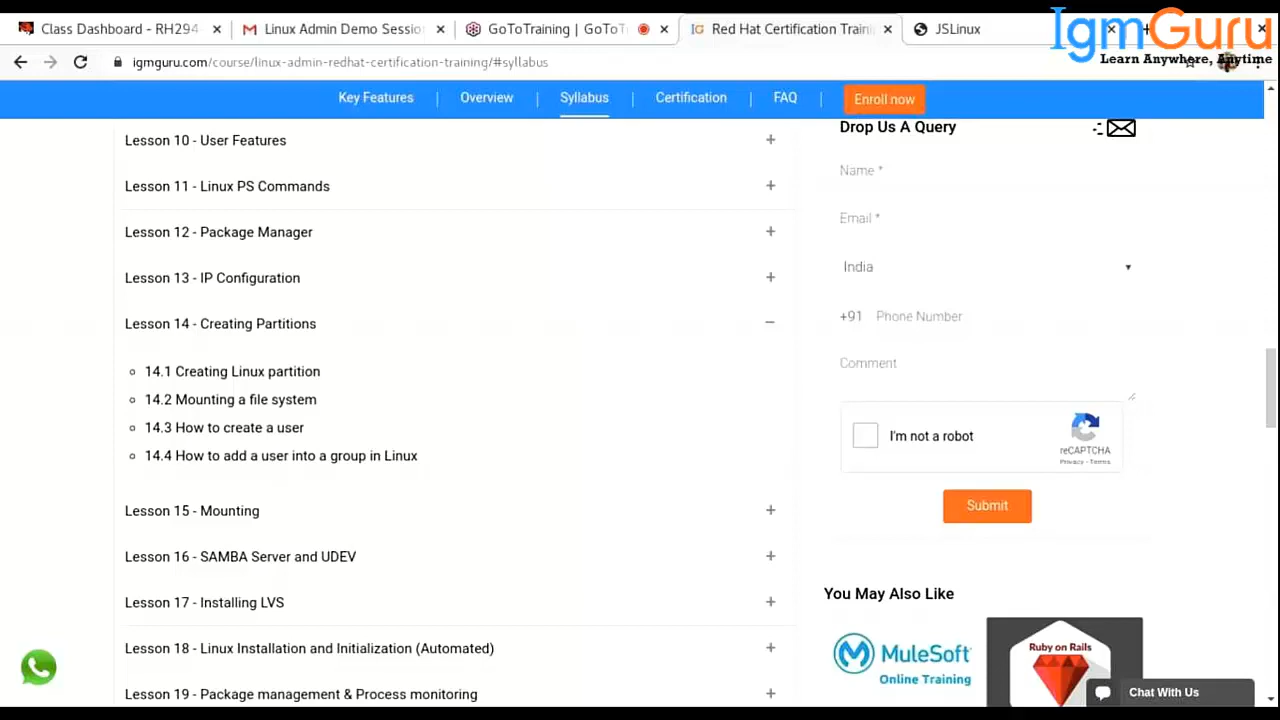 Class Dashboard - RH294
Linux Admin Demo Sessio
GoToTraining | GoToT
Red Hat Certification Traini
JSLinux
IgmGuru
Learn Anywhere, Anytime
igmguru.com/course/linux-admin-redhat-certification-training/#syllabus
Key Features
Overview
Syllabus
Certification
FAQ
Enroll now
Lesson 10 - User Features
Lesson 11 - Linux PS Commands
Lesson 12 - Package Manager
Lesson 13 - IP Configuration
Lesson 14 - Creating Partitions
14.1 Creating Linux partition
14.2 Mounting a file system
14.3 How to create a user
14.4 How to add a user into a group in Linux
Lesson 15 - Mounting
Lesson 16 - SAMBA Server and UDEV
Lesson 17 - Installing LVS
Lesson 18 - Linux Installation and Initialization (Automated)
Lesson 19 - Package management & Process monitoring
Drop Us A Query
Name *
Email *
India
+91 Phone Number
Comment
I'm not a robot
reCAPTCHA
Privacy - Terms
Submit
You May Also Like
MuleSoft
Online Training
Ruby on Rails
Chat With Us